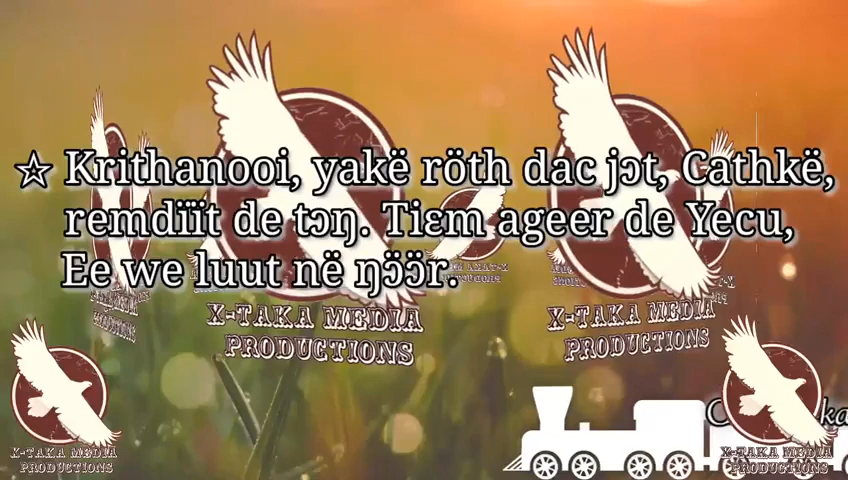 ☆ Krithanooi, yakë röth dac jɔt, Cathkë,
remdïït de tɔŋ. Tiɛm ageer de Yecu,
Ee we luut në ŋɔ̈ɔ̈r.
X-TAKA MEDIA
PRODUCTIONS
X-TAKA MEDIA
PRODUCTIONS
X-TAKA MEDIA
PRODUCTIONS
X-TAKA MEDIA
PRODUCTIONS